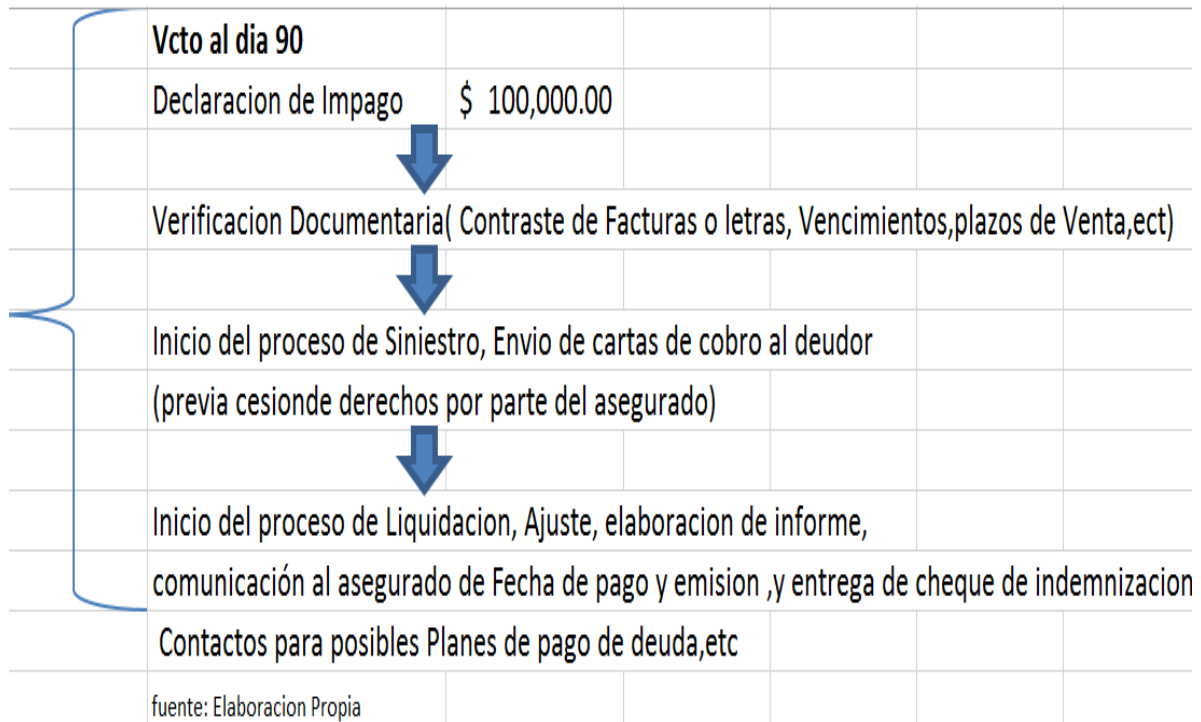 Vcto al dia 90
Declaracion de Impago $ 100,000.00
Verificacion Documentaria( Contraste de Facturas o letras, Vencimientos,plazos de Venta,ect)
Inicio del proceso de Siniestro, Envio de cartas de cobro al deudor
(previa cesionde derechos por parte del asegurado)
Inicio del proceso de Liquidacion, Ajuste, elaboracion de informe,
comunicación al asegurado de Fecha de pago y emision ,y entrega de cheque de indemnizacion
Contactos para posibles Planes de pago de deuda,etc
fuente: Elaboracion Propia